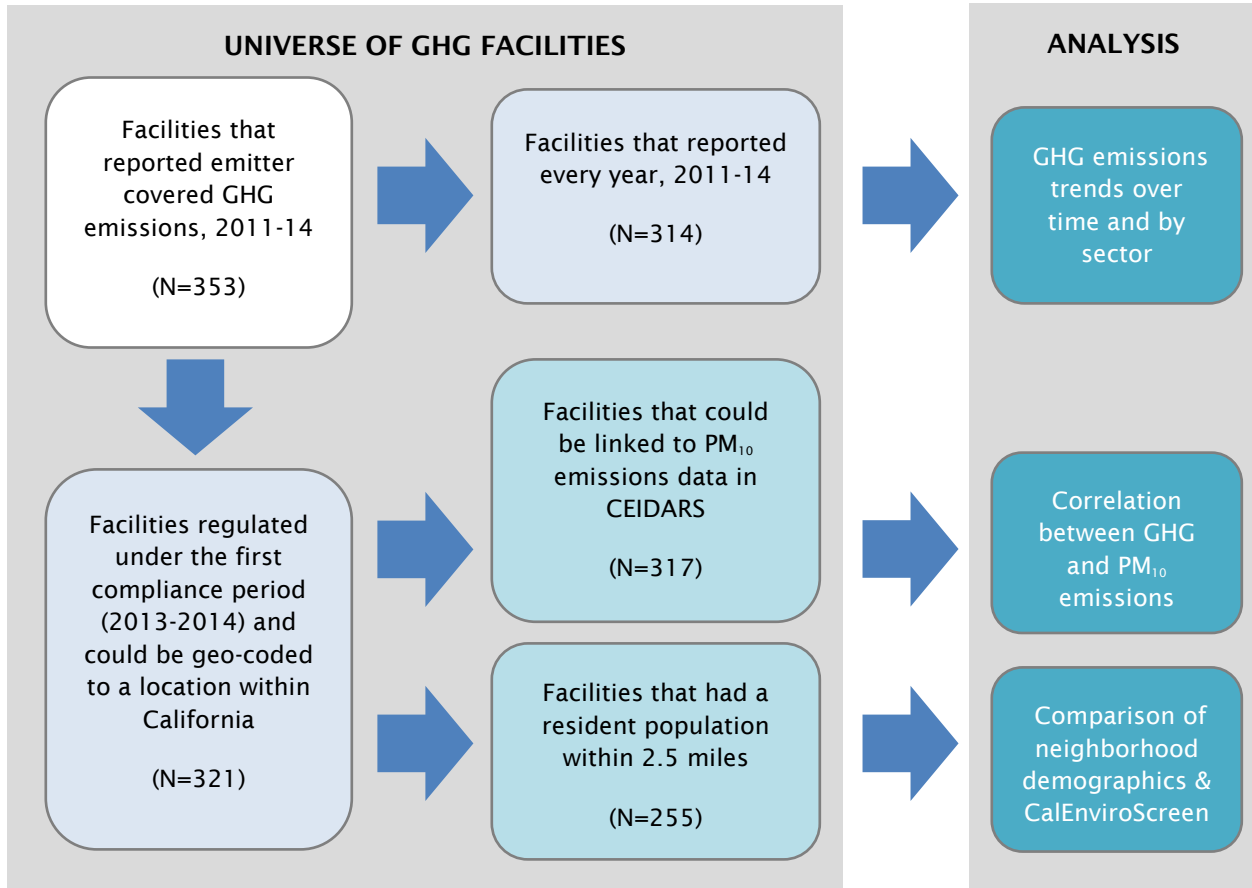 UNIVERSE OF GHG FACILITIES
ANALYSIS
Facilities that
reported emitter
covered GHG
emissions, 2011-14
(N=353)
Facilities that reported
every year, 2011-14
(N=314)
GHG emissions
trends over
time and by
sector
Facilities regulated
under the first
compliance period
(2013-2014) and
could be geo-coded
to a location within
California
(N=321)
Facilities that could
be linked to PM₁₀
emissions data in
CEIDARS
(N=317)
Correlation
between GHG
and PM₁₀
emissions
Facilities that had a
resident population
within 2.5 miles
(N=255)
Comparison of
neighborhood
demographics &
CalEnviroScreen